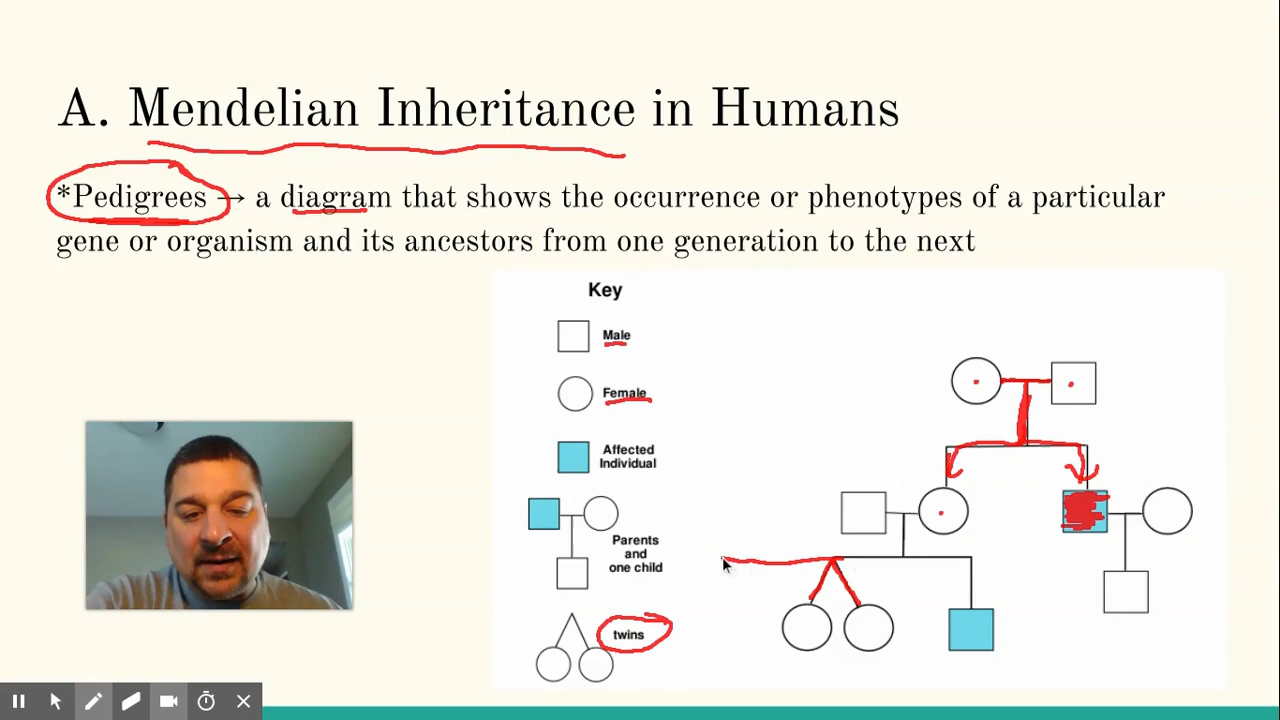 A. Mendelian Inheritance in Humans
*Pedigrees → a diagram that shows the occurrence or phenotypes of a particular
gene or organism and its ancestors from one generation to the next
Key
Male
Female
Affected
Individual
Parents
and
one child
twins